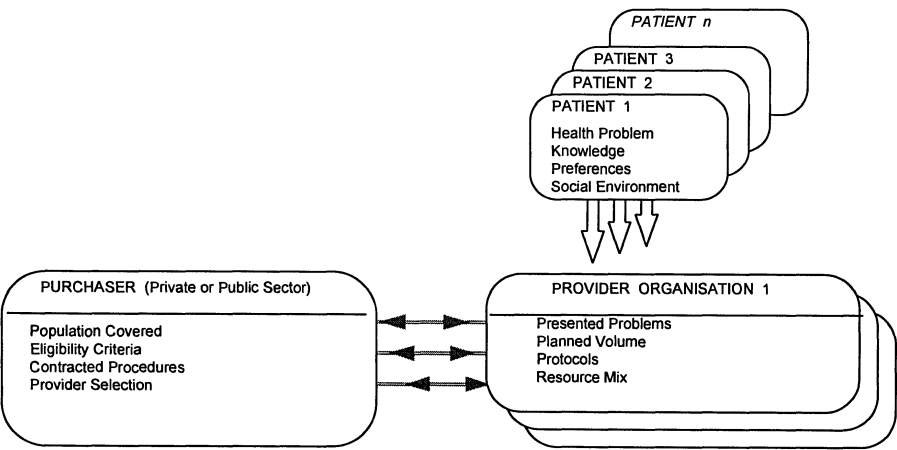 PATIENT n
PATIENT 3
PATIENT 2
PATIENT 1
Health Problem
Knowledge
Preferences
Social Environment
PURCHASER (Private or Public Sector)
Population Covered
Eligibility Criteria
Contracted Procedures
Provider Selection
PROVIDER ORGANISATION 1
Presented Problems
Planned Volume
Protocols
Resource Mix